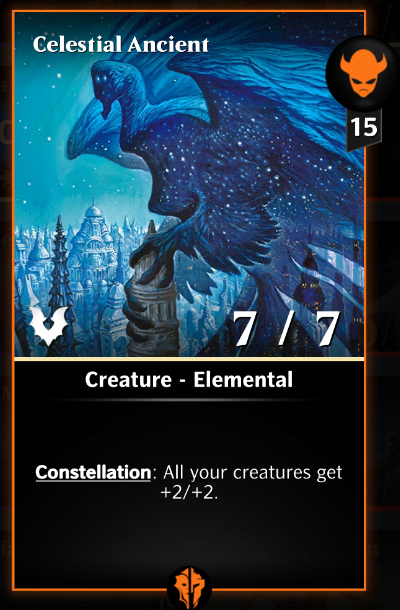 Celestial Ancient
15
7 / 7
Creature - Elemental
Constellation: All your creatures get
+2/+2.